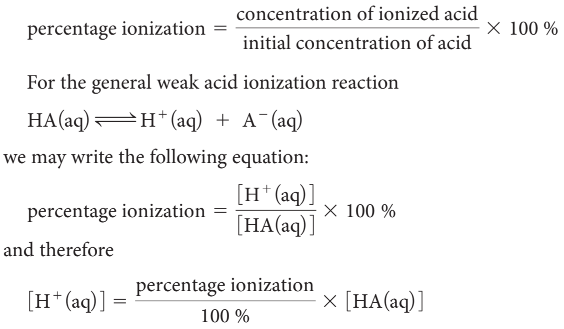 percentage ionization = concentration of ionized acid / initial concentration of acid × 100 %
For the general weak acid ionization reaction
HA(aq) ⇌ H⁺(aq) + A⁻(aq)
we may write the following equation:
percentage ionization = [H⁺(aq)] / [HA(aq)] × 100 %
and therefore
[H⁺(aq)] = percentage ionization / 100 % × [HA(aq)]